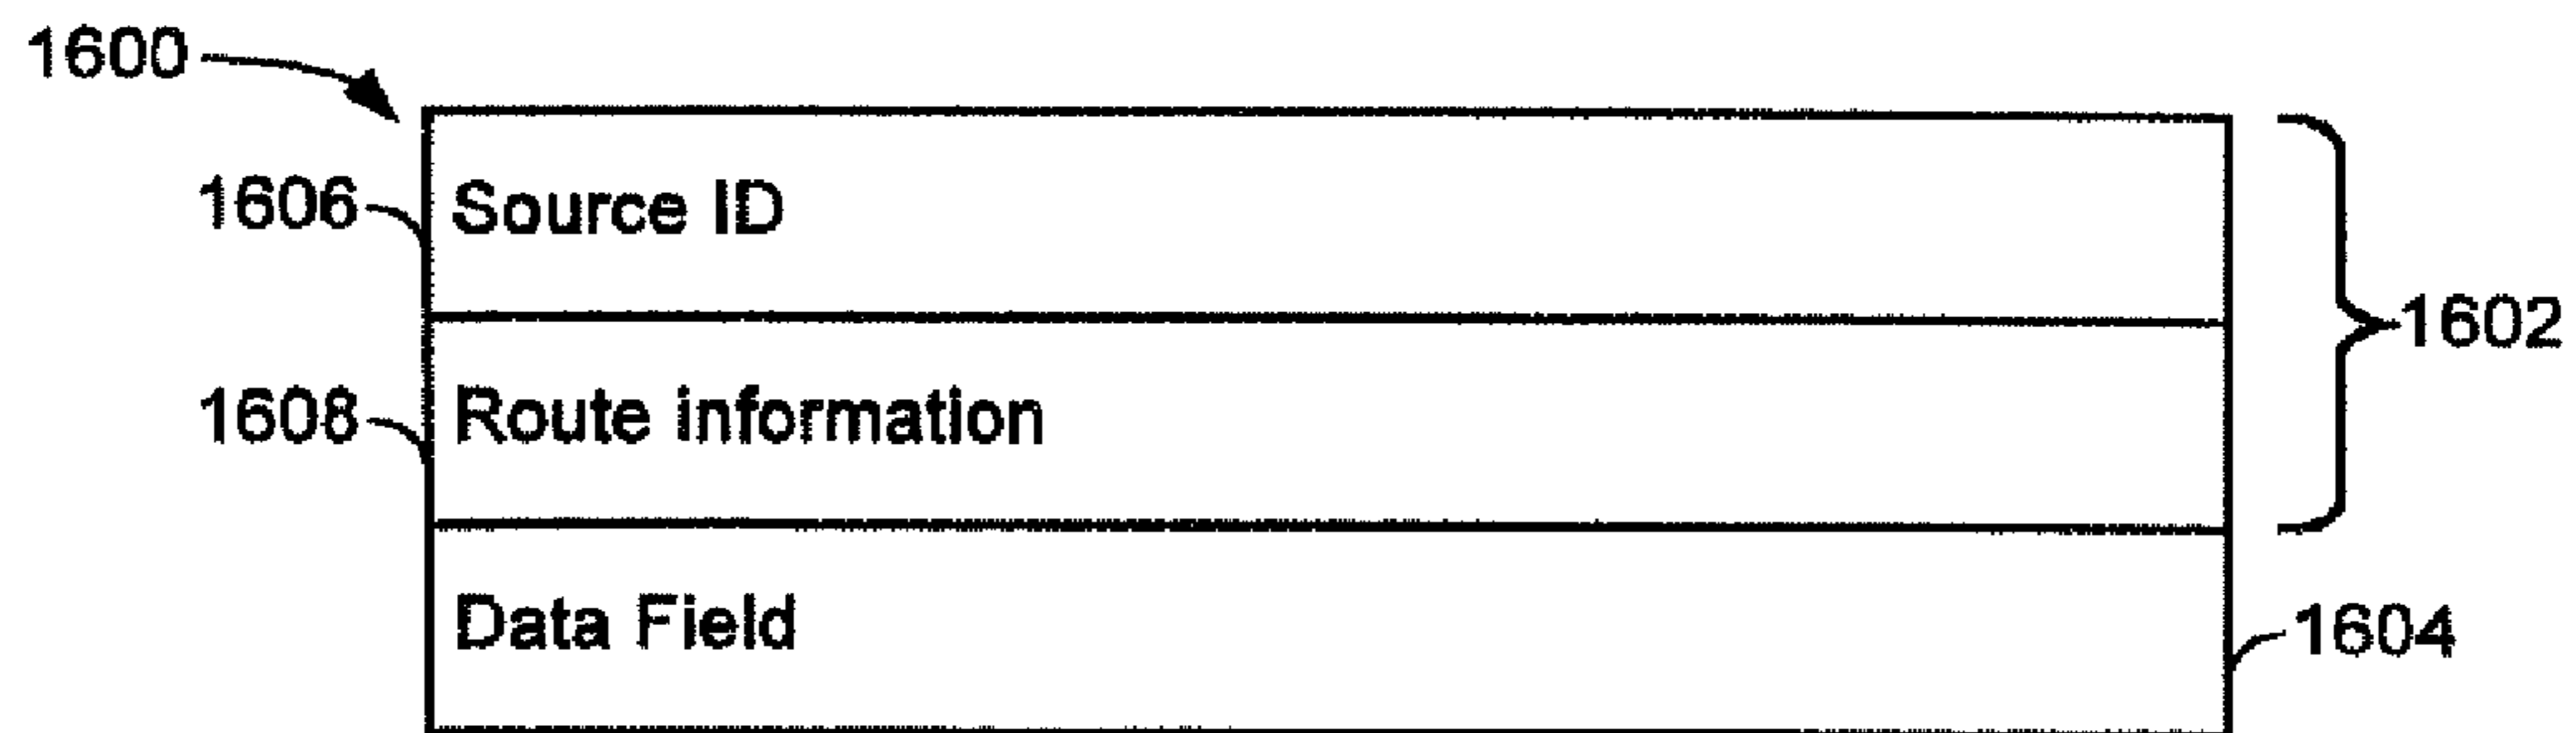 1600
1606 Source ID
1602
1608 Route information
Data Field
1604